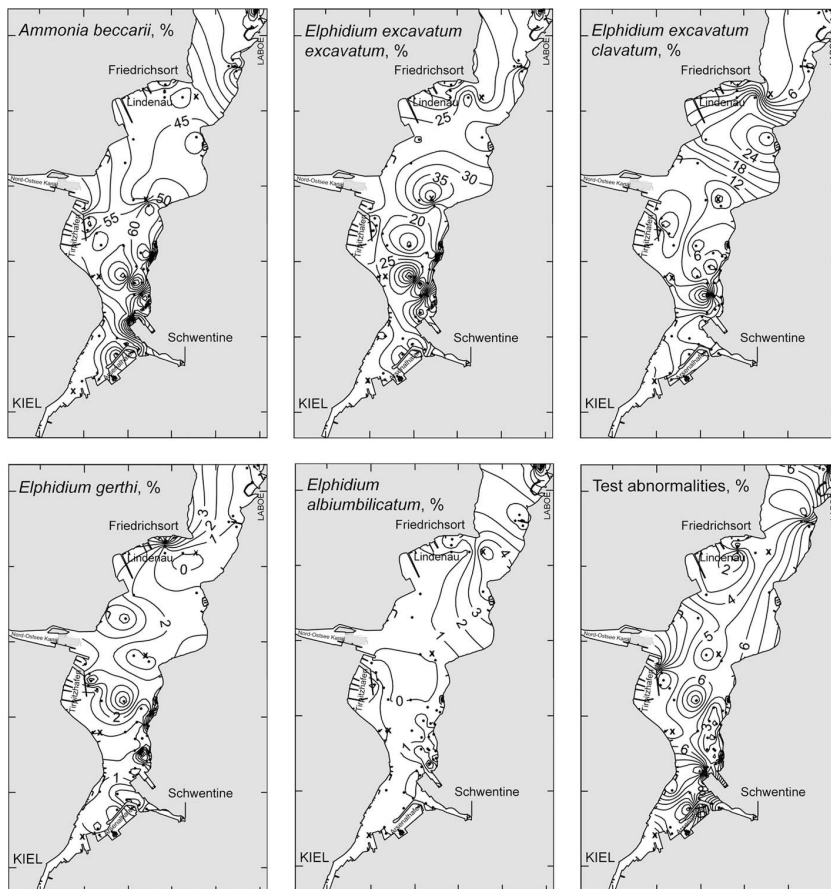 Ammonia beccarii, %
LABOE
Friedrichsort
Lindenau
45
Nord-Ostsee Kanal
50
55
60
Tirpitzhafen
Schwentine
KIEL
Elphidium excavatum
excavatum, %
LABOE
Friedrichsort
Lindenau
25
30
35
Nord-Ostsee Kanal
20
Tirpitzhafen
25
Schwentine
KIEL
Elphidium excavatum
clavatum, %
LABOE
0
6
Friedrichsort
Lindenau
24
18
12
Nord-Ostsee Kanal
Tirpitzhafen
6
Schwentine
KIEL
Elphidium gerthi, %
LABOE
3
2
1
Friedrichsort
Lindenau
0
2
Nord-Ostsee Kanal
Tirpitzhafen
2
1
Schwentine
KIEL
Elphidium
albiumbilicatum, %
LABOE
Friedrichsort
4
Lindenau
3
2
1
Nord-Ostsee Kanal
0
Tirpitzhafen
1
Schwentine
KIEL
Test abnormalities, %
LABOE
6
Friedrichsort
Lindenau
2
4
5
6
Nord-Ostsee Kanal
Tirpitzhafen
6
3
Schwentine
KIEL